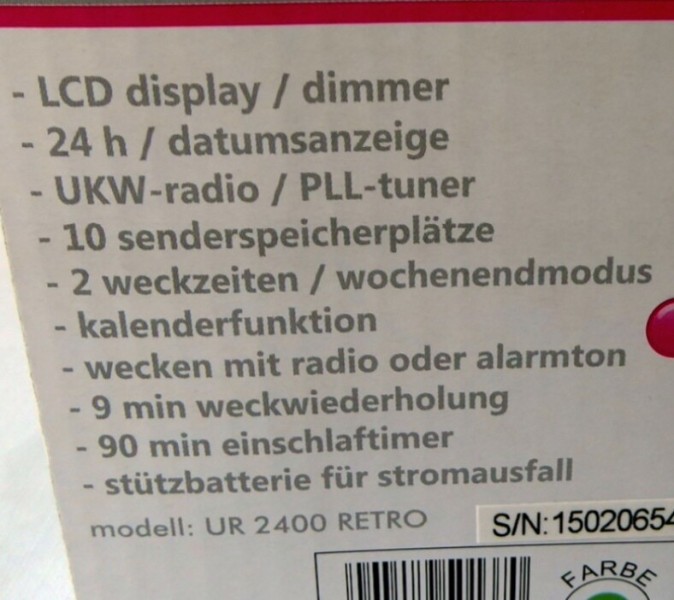 - LCD display / dimmer
- 24 h / datumsanzeige
- UKW-radio / PLL-tuner
- 10 senderspeicherplätze
- 2 weckzeiten / wochenendmodus
- kalenderfunktion
- wecken mit radio oder alarmton
- 9 min weckwiederholung
- 90 min einschlaftimer
- stützbatterie für stromausfall
modell: UR 2400 RETRO
S/N:15020654
FARBE